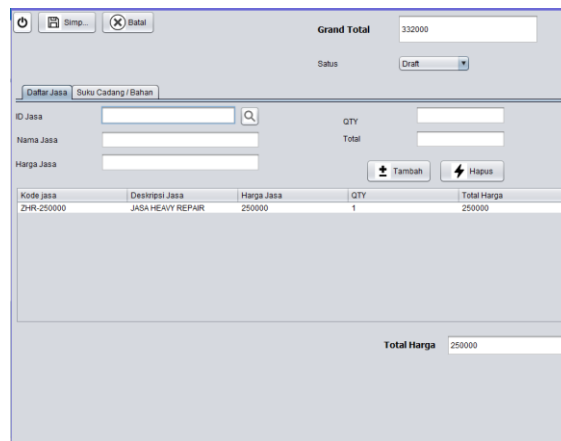 Simp... Batal
Grand Total 332000
Satus Draft
Daftar Jasa Suku Cadang / Bahan
ID Jasa QTY
Nama Jasa Total
Harga Jasa Tambah Hapus
Kode jasa Deskripsi Jasa Harga Jasa QTY Total Harga
ZHR-250000 JASA HEAVY REPAIR 250000 1 250000
Total Harga 250000